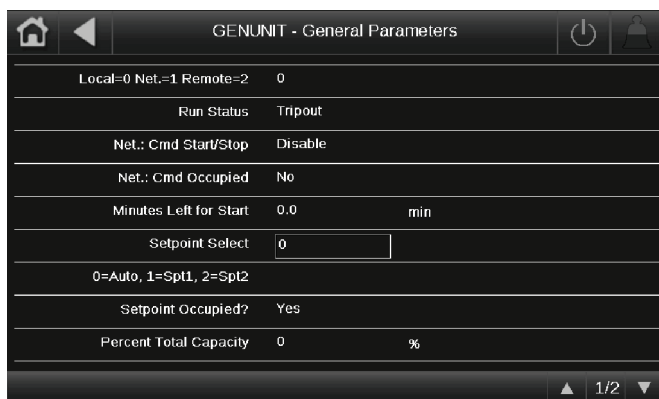 GENUNIT - General Parameters
Local=0 Net.=1 Remote=2 0
Run Status Tripout
Net.: Cmd Start/Stop Disable
Net.: Cmd Occupied No
Minutes Left for Start 0.0 min
Setpoint Select 0
0=Auto, 1=Spt1, 2=Spt2
Setpoint Occupied? Yes
Percent Total Capacity 0 %
1/2